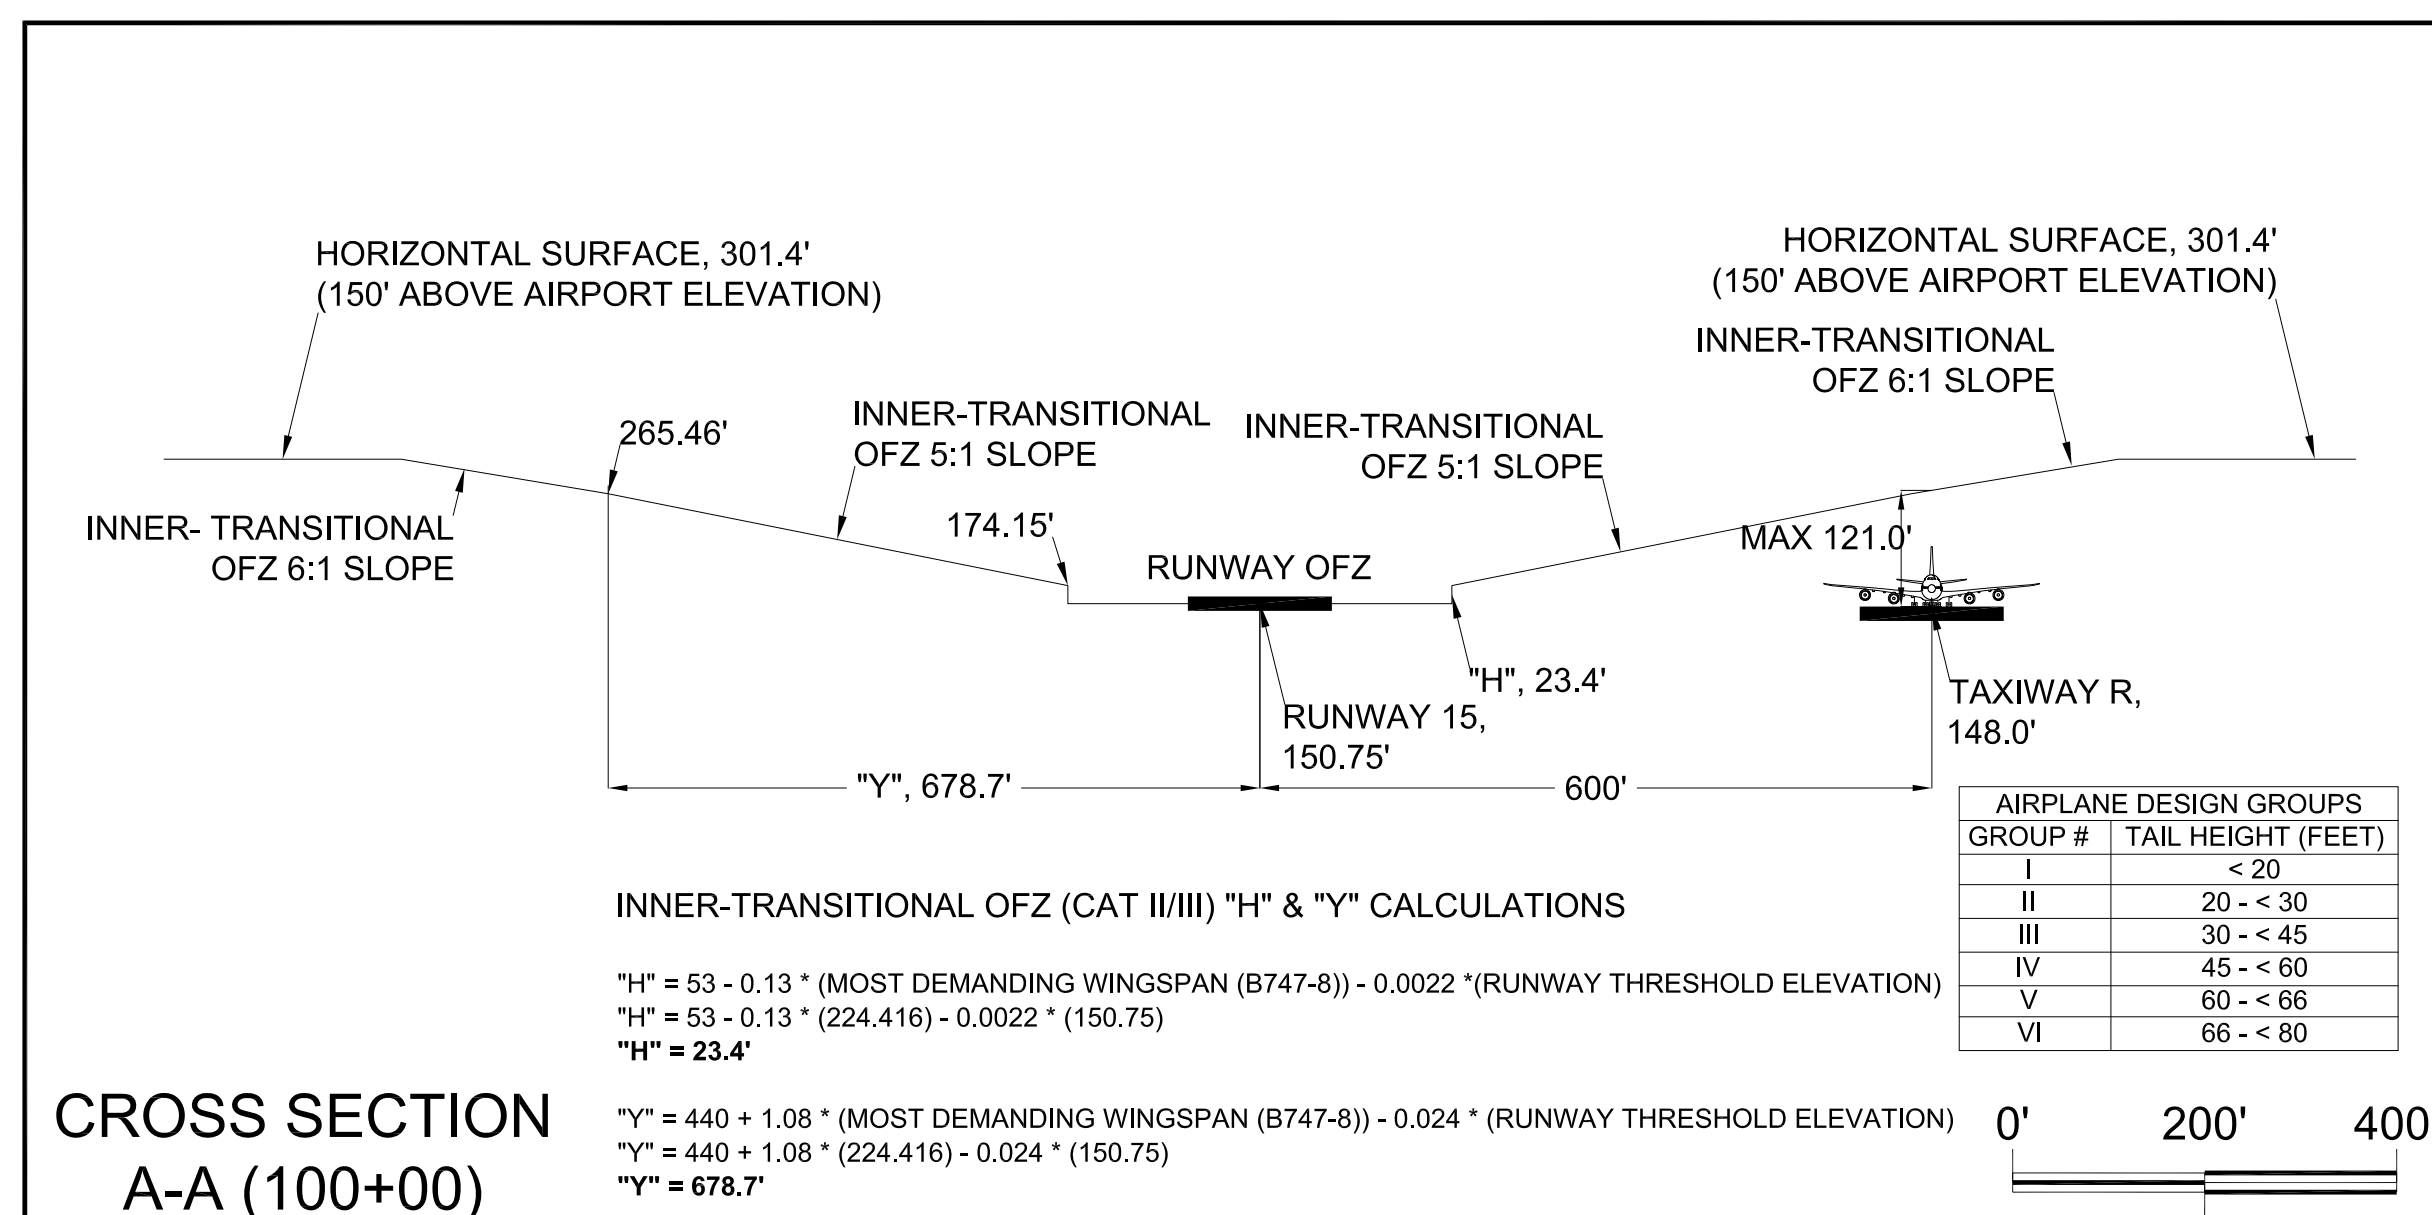 HORIZONTAL SURFACE, 301.4'
(150' ABOVE AIRPORT ELEVATION)
HORIZONTAL SURFACE, 301.4'
(150' ABOVE AIRPORT ELEVATION)
INNER-TRANSITIONAL
OFZ 6:1 SLOPE
265.46'
INNER-TRANSITIONAL
OFZ 5:1 SLOPE
INNER-TRANSITIONAL
OFZ 5:1 SLOPE
INNER- TRANSITIONAL
OFZ 6:1 SLOPE
174.15'
RUNWAY OFZ
MAX 121.0'
"H", 23.4'
RUNWAY 15,
150.75'
TAXIWAY R,
148.0'
"Y", 678.7'
600'
AIRPLANE DESIGN GROUPS
GROUP # TAIL HEIGHT (FEET)
I < 20
II 20 - < 30
III 30 - < 45
IV 45 - < 60
V 60 - < 66
VI 66 - < 80
INNER-TRANSITIONAL OFZ (CAT II/III) "H" & "Y" CALCULATIONS
"H" = 53 - 0.13 * (MOST DEMANDING WINGSPAN (B747-8)) - 0.0022 *(RUNWAY THRESHOLD ELEVATION)
"H" = 53 - 0.13 * (224.416) - 0.0022 * (150.75)
"H" = 23.4'
"Y" = 440 + 1.08 * (MOST DEMANDING WINGSPAN (B747-8)) - 0.024 * (RUNWAY THRESHOLD ELEVATION)
"Y" = 440 + 1.08 * (224.416) - 0.024 * (150.75)
"Y" = 678.7'
CROSS SECTION
A-A (100+00)
0' 200' 400